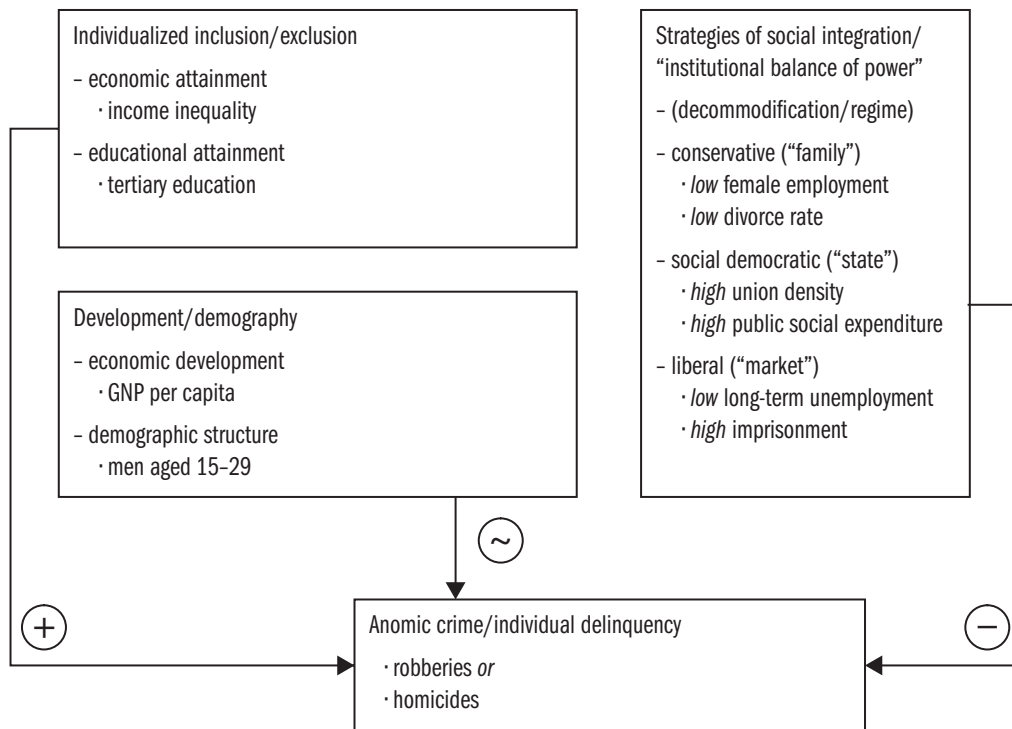 Individualized inclusion/exclusion
– economic attainment
· income inequality
– educational attainment
· tertiary education
Strategies of social integration/
“institutional balance of power”
– (decommodification/regime)
– conservative (“family”)
· low female employment
· low divorce rate
– social democratic (“state”)
· high union density
· high public social expenditure
– liberal (“market”)
· low long-term unemployment
· high imprisonment
Development/demography
– economic development
· GNP per capita
– demographic structure
· men aged 15–29
~
+
−
Anomic crime/individual delinquency
· robberies or
· homicides